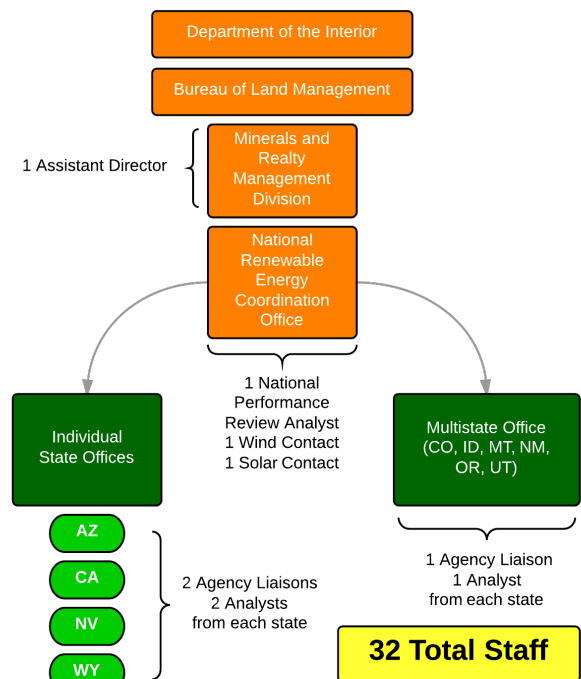 Department of the Interior
Bureau of Land Management
1 Assistant Director
Minerals and
Realty
Management
Division
National
Renewable
Energy
Coordination
Office
1 National
Performance
Review Analyst
1 Wind Contact
1 Solar Contact
Individual
State Offices
Multistate Office
(CO, ID, MT, NM,
OR, UT)
AZ
CA
NV
WY
2 Agency Liaisons
2 Analysts
from each state
1 Agency Liaison
1 Analyst
from each state
32 Total Staff